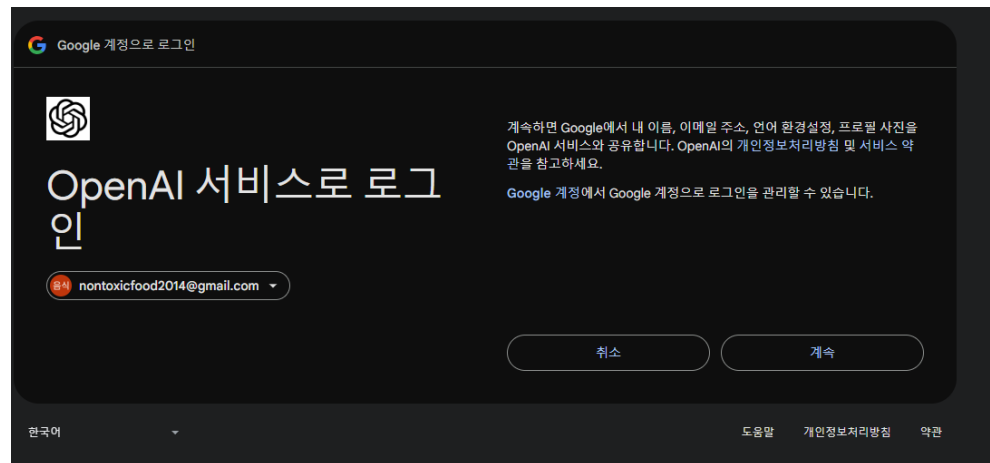 Google 계정으로 로그인
OpenAI 서비스로 로그
인
음식 nontoxicfood2014@gmail.com
계속하면 Google에서 내 이름, 이메일 주소, 언어 환경설정, 프로필 사진을
OpenAI 서비스와 공유합니다. OpenAI의 개인정보처리방침 및 서비스 약
관을 참고하세요.
Google 계정에서 Google 계정으로 로그인을 관리할 수 있습니다.
취소 계속
한국어 도움말 개인정보처리방침 약관